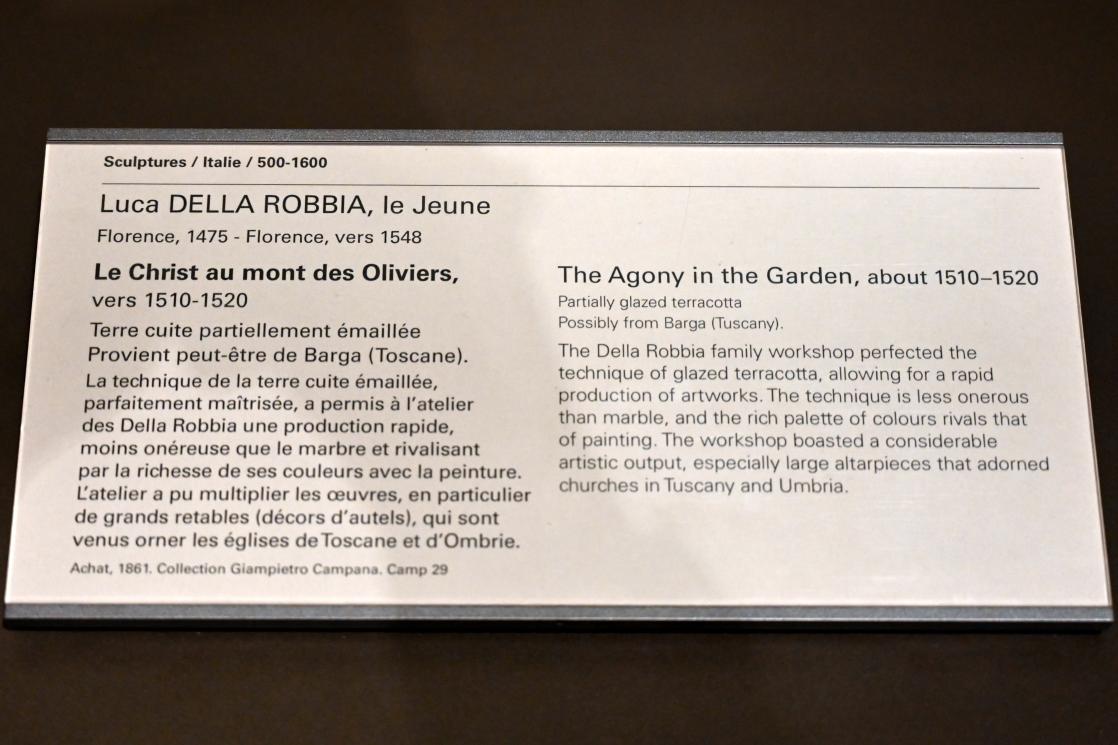 Sculptures / Italie / 500-1600
Luca DELLA ROBBIA, le Jeune
Florence, 1475 - Florence, vers 1548
Le Christ au mont des Oliviers,
vers 1510-1520
Terre cuite partiellement émaillée
Provient peut-être de Barga (Toscane).
La technique de la terre cuite émaillée,
parfaitement maîtrisée, a permis à l'atelier
des Della Robbia une production rapide,
moins onéreuse que le marbre et rivalisant
par la richesse de ses couleurs avec la peinture.
L'atelier a pu multiplier les œuvres, en particulier
de grands retables (décors d'autels), qui sont
venus orner les églises de Toscane et d'Ombrie.
Achat, 1861. Collection Giampietro Campana. Camp 29
The Agony in the Garden, about 1510–1520
Partially glazed terracotta
Possibly from Barga (Tuscany).
The Della Robbia family workshop perfected the
technique of glazed terracotta, allowing for a rapid
production of artworks. The technique is less onerous
than marble, and the rich palette of colours rivals that
of painting. The workshop boasted a considerable
artistic output, especially large altarpieces that adorned
churches in Tuscany and Umbria.